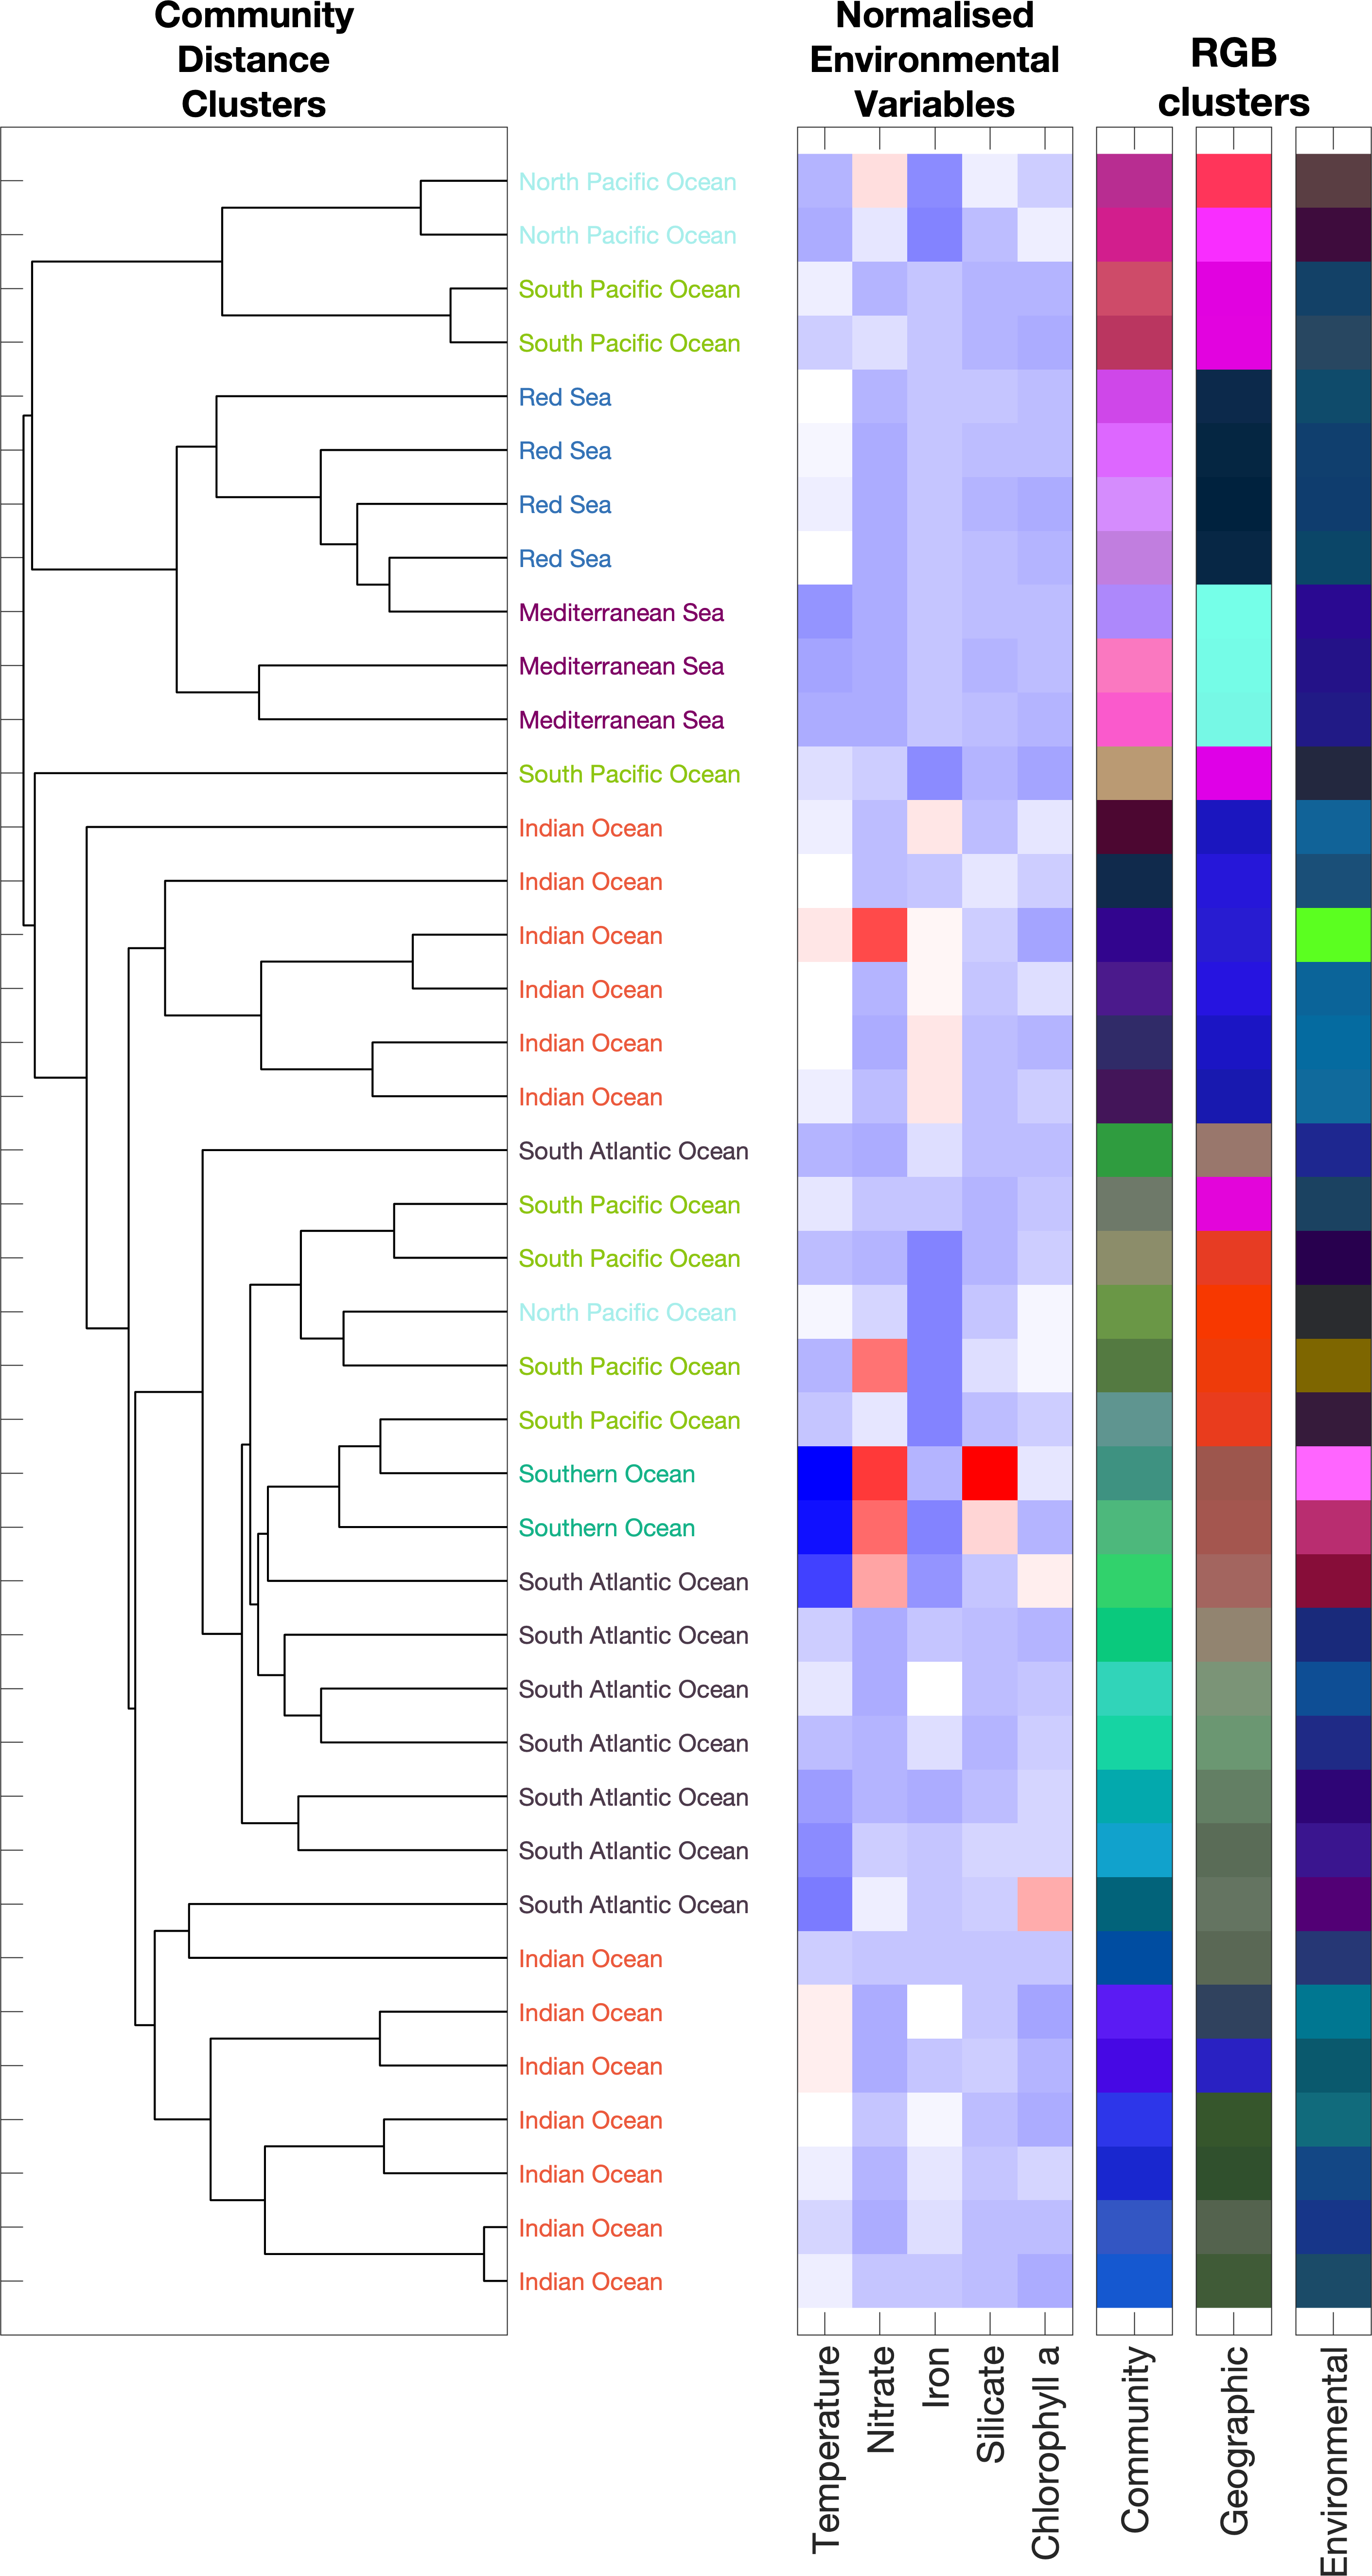 Community
Distance
Clusters
Normalised
Environmental
Variables
RGB
clusters
North Pacific Ocean
North Pacific Ocean
South Pacific Ocean
South Pacific Ocean
Red Sea
Red Sea
Red Sea
Red Sea
Mediterranean Sea
Mediterranean Sea
Mediterranean Sea
South Pacific Ocean
Indian Ocean
Indian Ocean
Indian Ocean
Indian Ocean
Indian Ocean
Indian Ocean
South Atlantic Ocean
South Pacific Ocean
South Pacific Ocean
North Pacific Ocean
South Pacific Ocean
South Pacific Ocean
Southern Ocean
Southern Ocean
South Atlantic Ocean
South Atlantic Ocean
South Atlantic Ocean
South Atlantic Ocean
South Atlantic Ocean
South Atlantic Ocean
South Atlantic Ocean
Indian Ocean
Indian Ocean
Indian Ocean
Indian Ocean
Indian Ocean
Indian Ocean
Indian Ocean
Temperature
Nitrate
Iron
Silicate
Chlorophyll a
Community
Geographic
Environmental